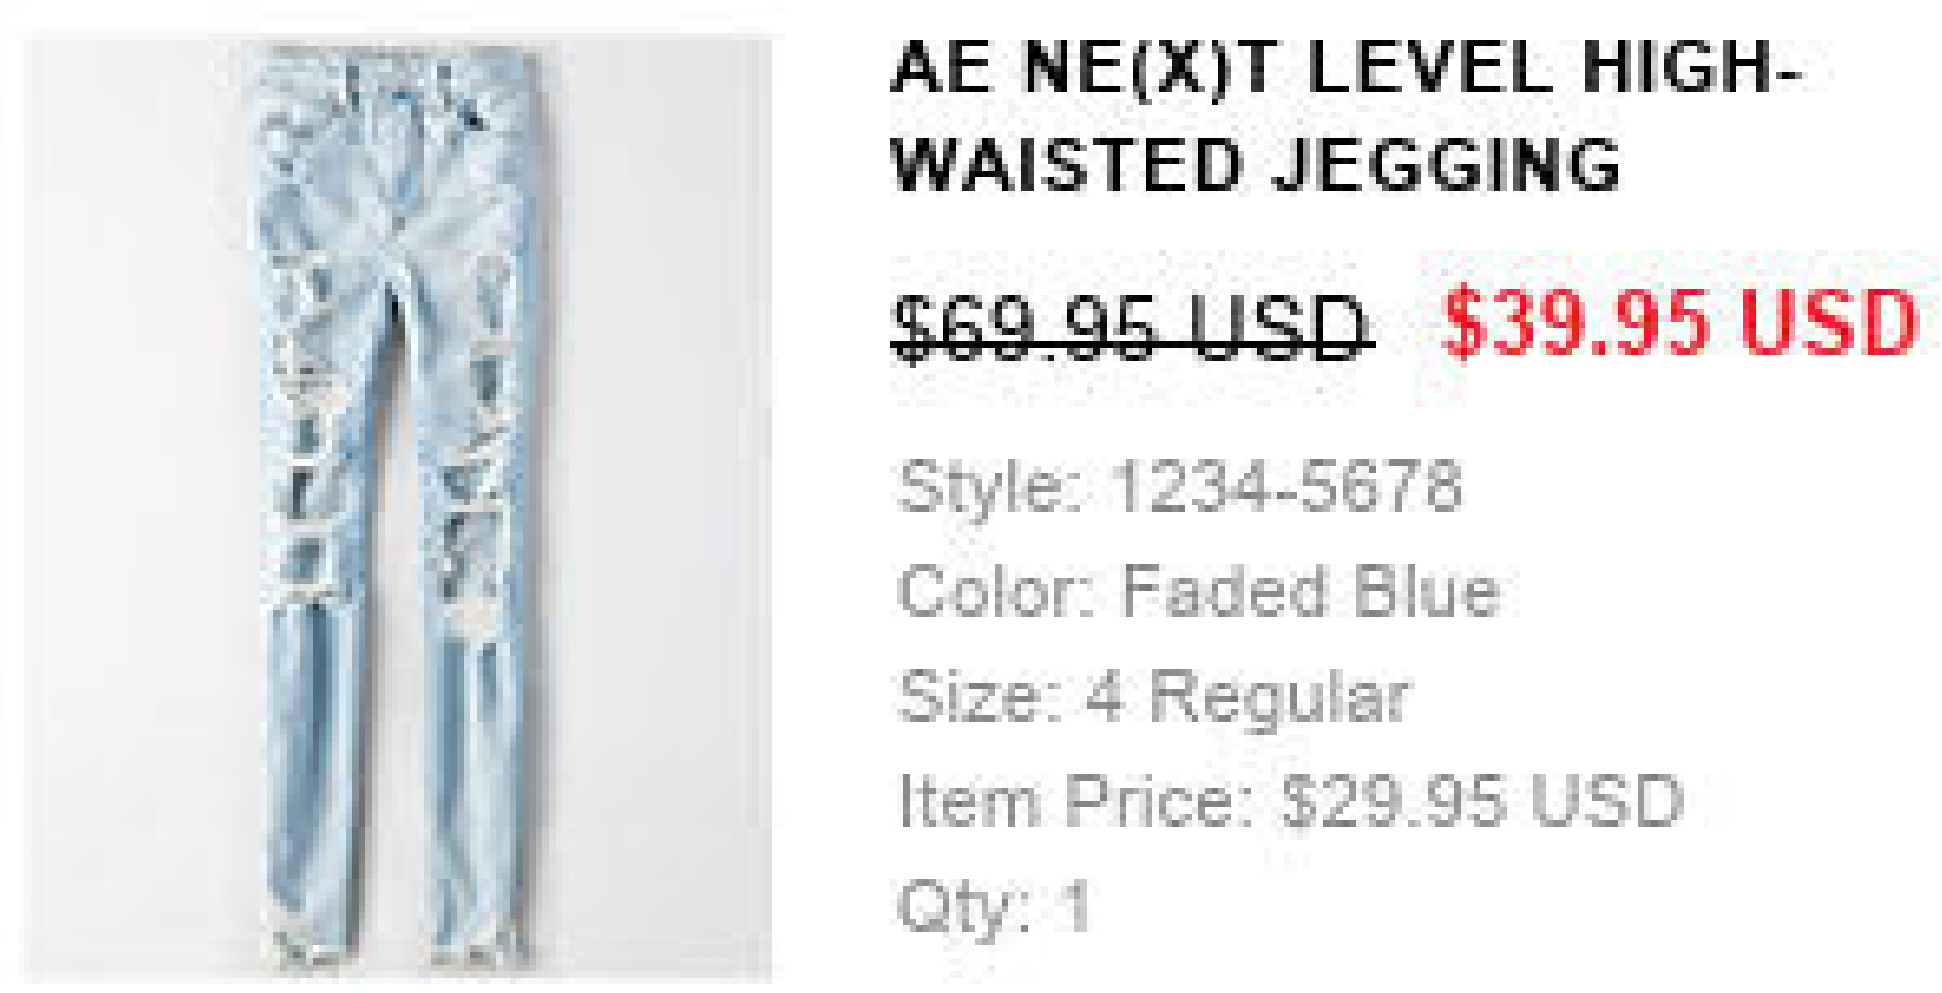 AE NE(X)T LEVEL HIGH-
WAISTED JEGGING
$69.95 USD $39.95 USD
Style: 1234-5678
Color: Faded Blue
Size: 4 Regular
Item Price: $29.95 USD
Qty: 1